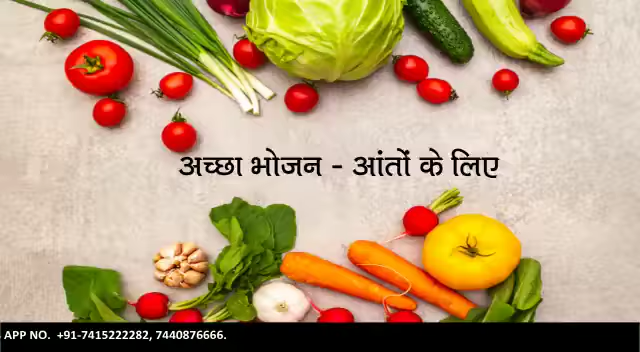 अच्छा भोजन - आंतों के लिए
APP NO. +91-7415222282, 7440876666.